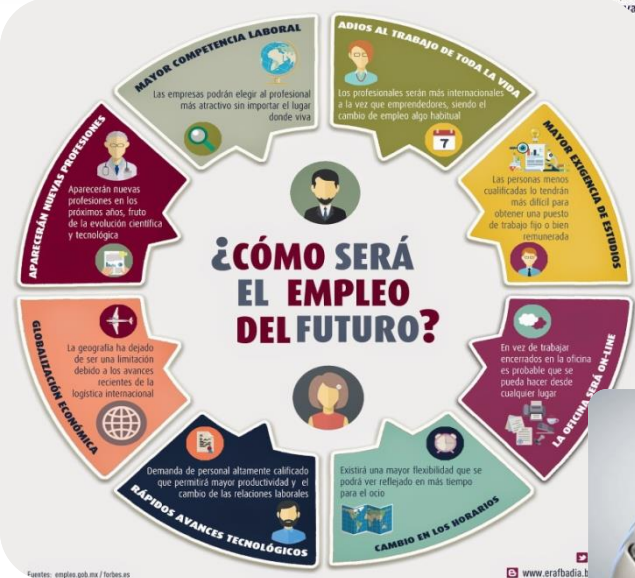 ¿CÓMO SERÁ
EL EMPLEO
DEL FUTURO?
MAYOR COMPETENCIA LABORAL
Las empresas podrán elegir al profesional
más atractivo sin importar el lugar
donde viva
ADIOS AL TRABAJO DE TODA LA VIDA
Los profesionales serán más internacionales
a la vez que emprendedores, siendo el
cambio de empleo algo habitual
7
MAYOR EXIGENCIA DE ESTUDIOS
Las personas menos
cualificadas lo tendrán
más difícil para
obtener una puesto
de trabajo fijo o bien
remunerada
LA OFICINA SERÁ ON-LINE
En vez de trabajar
encerrados en la oficina
es probable que se
pueda hacer desde
cualquier lugar
CAMBIO EN LOS HORARIOS
Existirá una mayor flexibilidad que se
podrá ver reflejado en más tiempo
para el ocio
RÁPIDOS AVANCES TECNOLÓGICOS
Demanda de personal altamente calificado
que permitirá mayor productividad y el
cambio de las relaciones laborales
GLOBALIZACIÓN ECONÓMICA
La geografía ha dejado
de ser una limitación
debido a los avances
recientes de la
logística internacional
APARECERÁN NUEVAS PROFESIONES
Aparecerán nuevas
profesiones en los
próximos años, fruto
de la evolución científica
y tecnológica
Fuentes: empleo.gob.mx / forbes.es
www.erafbadia.b